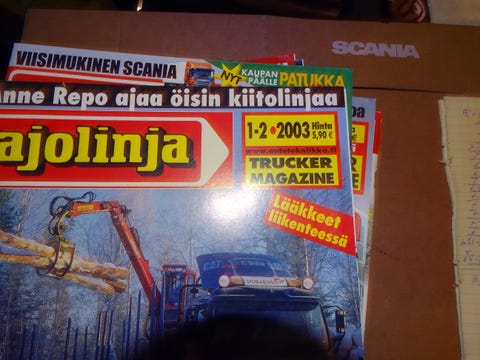 SCANIA
VIISIMUKINEN SCANIA
NYT KAUPAN PÄÄLLE PATUKKA
Anne Repo ajaa öisin kiitolinjaa
ajolinja
1-2•2003 Hinta 5,90 €
www.autotekniikka.fi
TRUCKER
MAGAZINE
Lääkkeet
liikenteessä